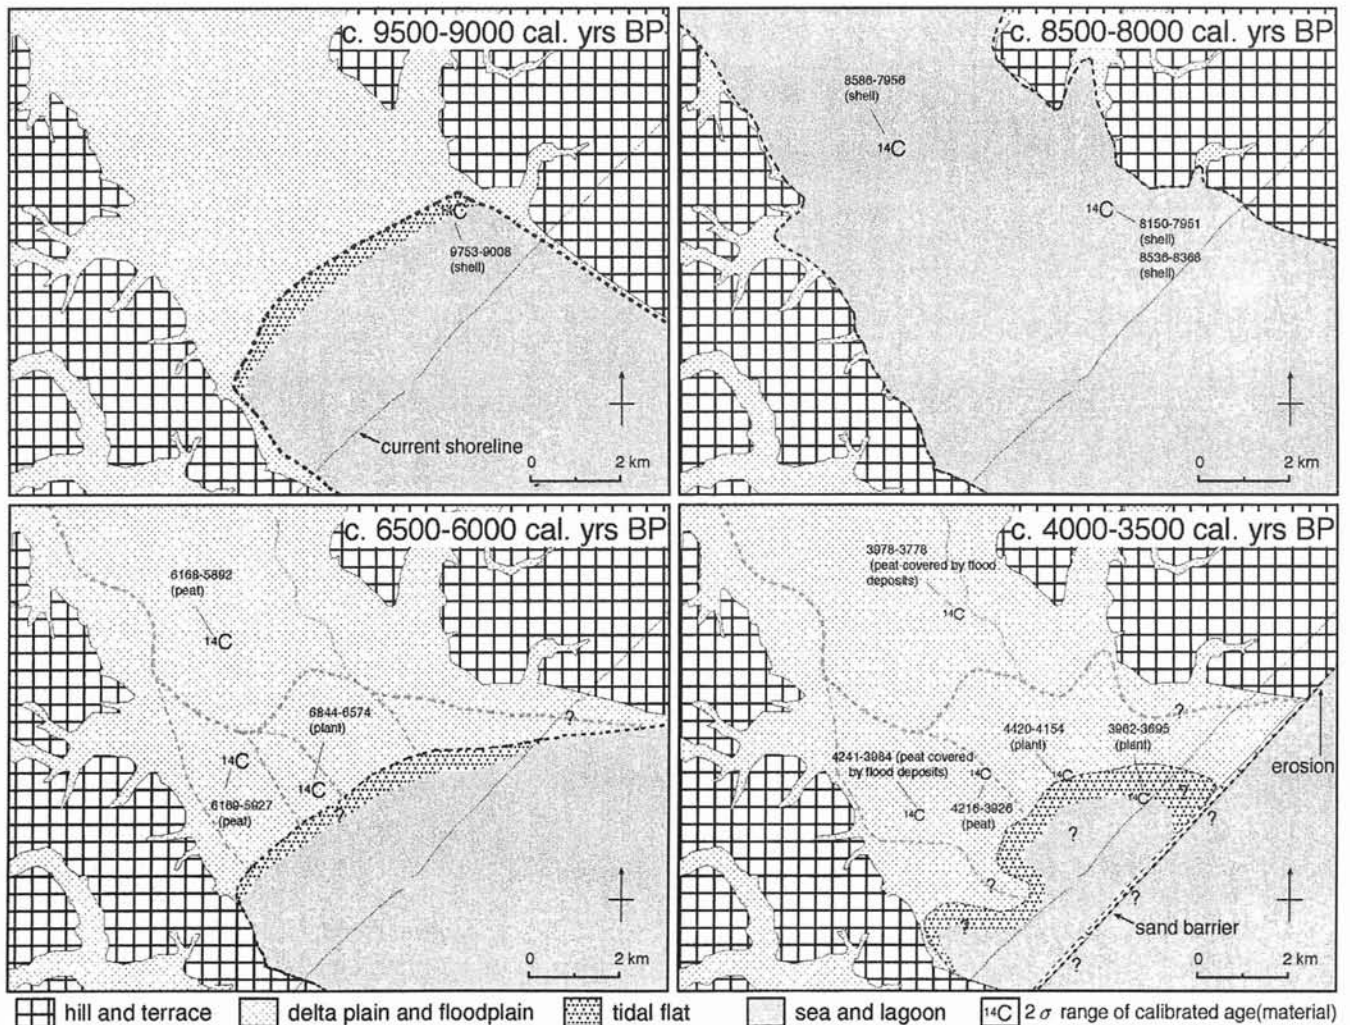 c. 9500-9000 cal. yrs BP
14C
9753-9008
(shell)
current shoreline
0 2 km
c. 8500-8000 cal. yrs BP
8586-7956
(shell)
14C
14C
8150-7951
(shell)
8536-8366
(shell)
0 2 km
c. 6500-6000 cal. yrs BP
6168-5892
(peat)
14C
6844-6574
(plant)
?
14C
14C
6169-5927
(peat)
?
0 2 km
c. 4000-3500 cal. yrs BP
3978-3778
(peat covered by flood
deposits)
14C
?
4420-4154
(plant)
3962-3695
(plant)
4241-3984 (peat covered
by flood deposits)
erosion
14C
14C
14C
?
4216-3926
(peat)
14C
?
?
?
?
?
sand barrier
?
0 2 km
hill and terrace
delta plain and floodplain
tidal flat
sea and lagoon
14C 2 σ range of calibrated age(material)